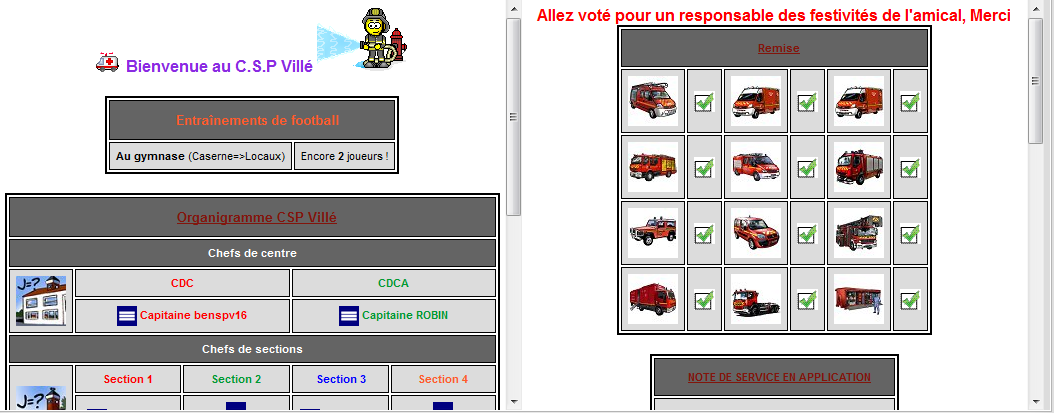 Bienvenue au C.S.P Villé
Entraînements de football
Au gymnase (Caserne=>Locaux) Encore 2 joueurs !
Organigramme CSP Villé
Chefs de centre
J=?
CDC CDCA
Capitaine benspv16 Capitaine ROBIN
Chefs de sections
J=?
Section 1 Section 2 Section 3 Section 4
Allez voté pour un responsable des festivités de l'amical, Merci
Remise
NOTE DE SERVICE EN APPLICATION